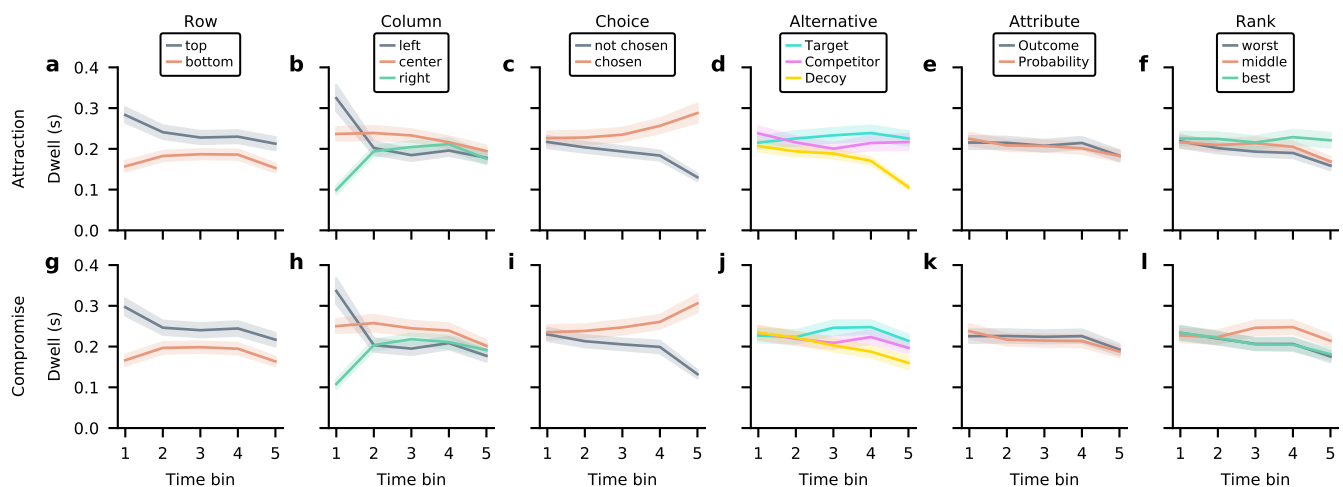 Row Column Choice Alternative Attribute Rank
top
bottom
left
center
right
not chosen
chosen
Target
Competitor
Decoy
Outcome
Probability
worst
middle
best
a b c d e f
Attraction
Dwell (s)
0.4
0.3
0.2
0.1
0.0
g h i j k l
Compromise
Dwell (s)
0.4
0.3
0.2
0.1
0.0
1 2 3 4 5 1 2 3 4 5 1 2 3 4 5 1 2 3 4 5 1 2 3 4 5 1 2 3 4 5
Time bin Time bin Time bin Time bin Time bin Time bin